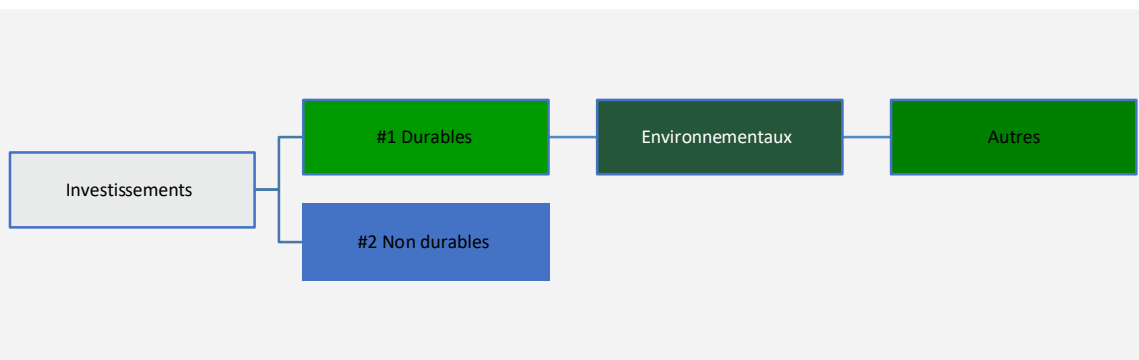 Investissements
#1 Durables
Environnementaux
Autres
#2 Non durables